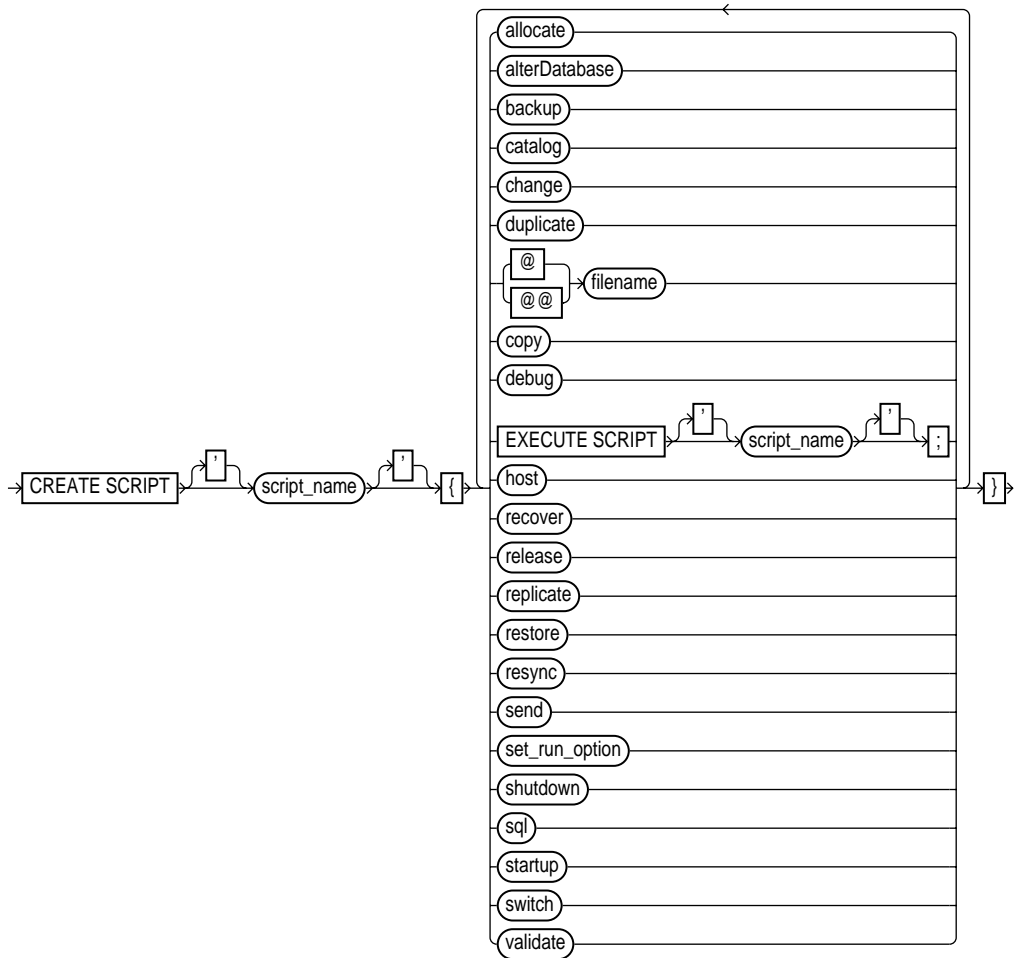 allocate
alterDatabase
backup
catalog
change
duplicate
@
filename
@@
copy
debug
' '
EXECUTE SCRIPT script_name ;
' '
CREATE SCRIPT script_name { host }
recover
release
replicate
restore
resync
send
set_run_option
shutdown
sql
startup
switch
validate